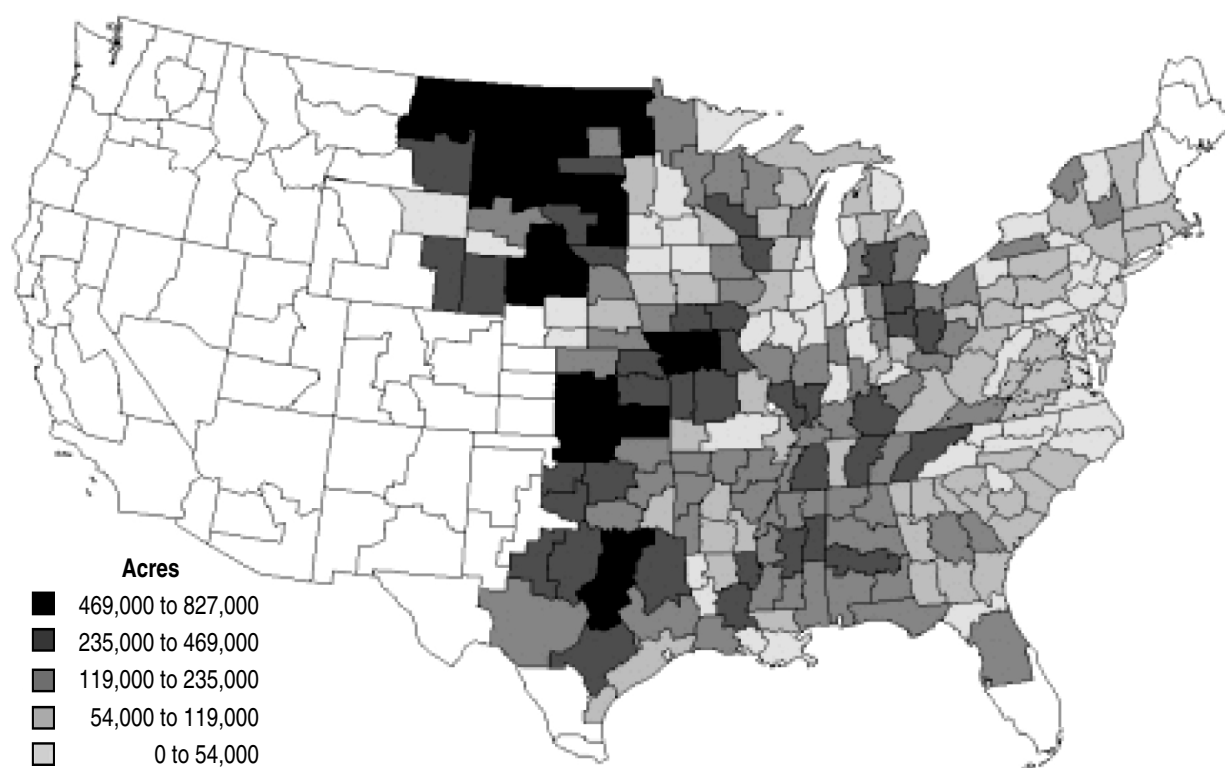 Acres
469,000 to 827,000
235,000 to 469,000
119,000 to 235,000
54,000 to 119,000
0 to 54,000